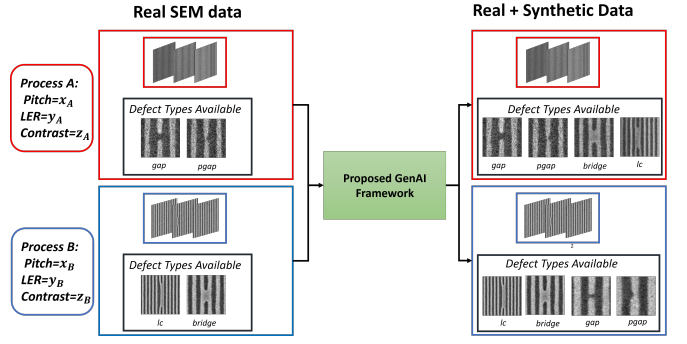 Real SEM data
Real + Synthetic Data
Process A:
Pitch=x_A
LER=y_A
Contrast=z_A
Defect Types Available
gap pgap
Proposed GenAI
Framework
Defect Types Available
gap pgap bridge lc
Process B:
Pitch=x_B
LER=y_B
Contrast=z_B
Defect Types Available
lc bridge
Defect Types Available
lc bridge gap pgap